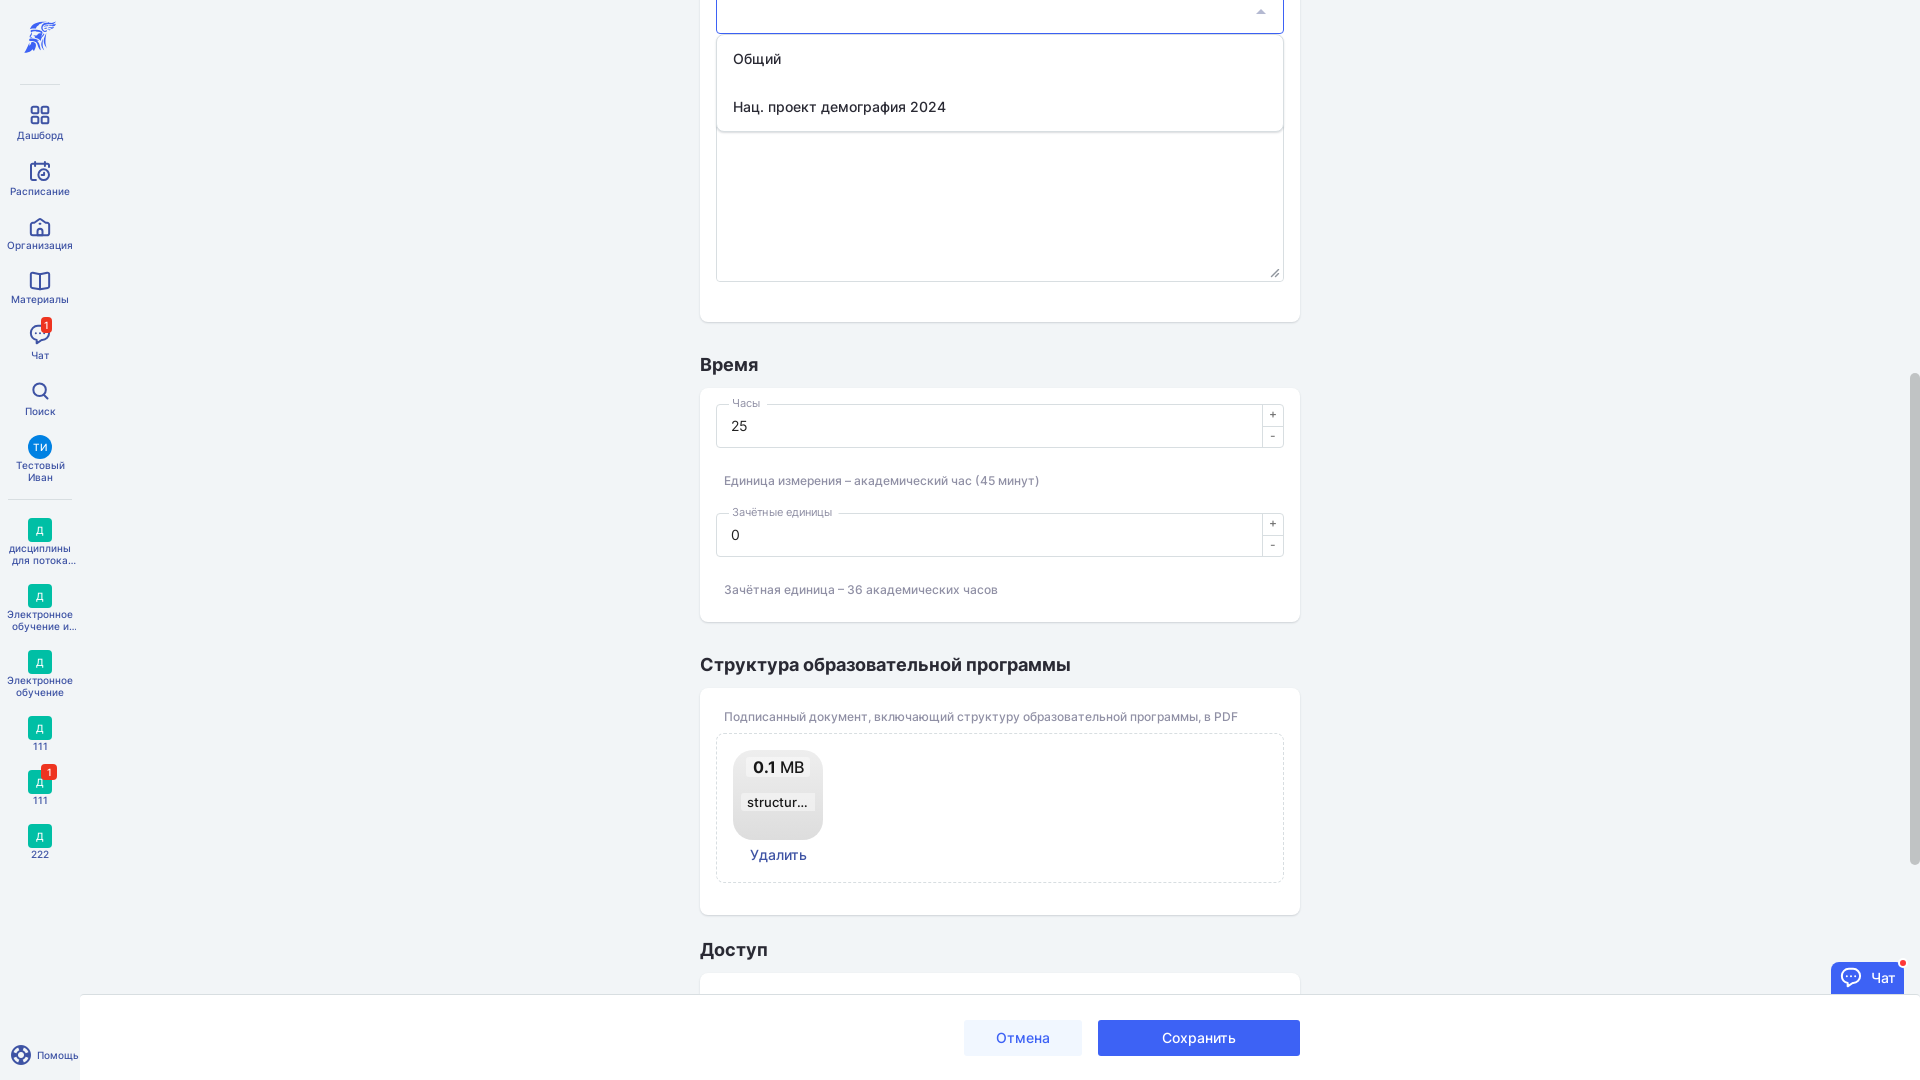 Дашборд
Расписание
Организация
Материалы
1
Чат
Поиск
ТИ
Тестовый
Иван
Д
дисциплины
для потока...
Д
Электронное
обучение и...
Д
Электронное
обучение
Д
111
Д
1
111
Д
222
Помощь
Общий
Нац. проект демография 2024
Время
Часы
25
+
-
Единица измерения – академический час (45 минут)
Зачётные единицы
0
+
-
Зачётная единица – 36 академических часов
Структура образовательной программы
Подписанный документ, включающий структуру образовательной программы, в PDF
0.1 MB
structur...
Удалить
Доступ
Чат
Отмена
Сохранить